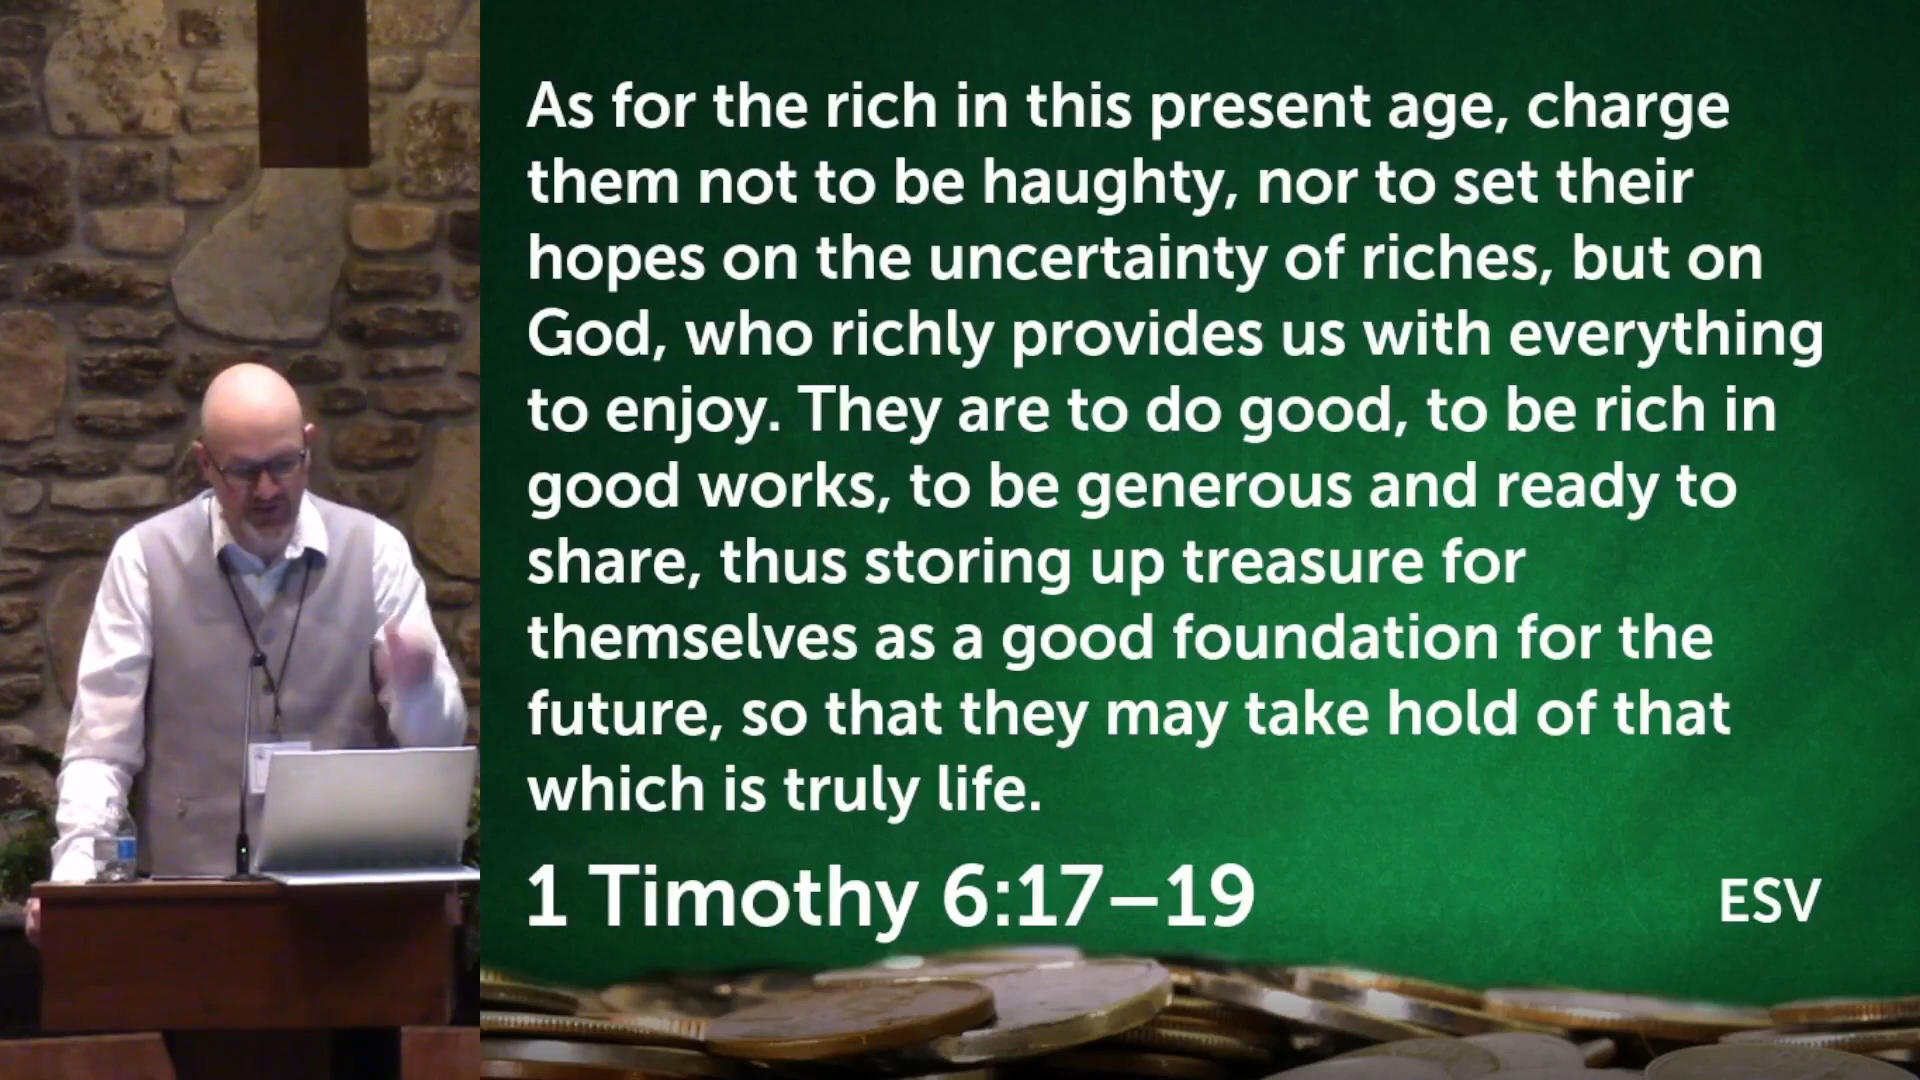 As for the rich in this present age, charge
them not to be haughty, nor to set their
hopes on the uncertainty of riches, but on
God, who richly provides us with everything
to enjoy. They are to do good, to be rich in
good works, to be generous and ready to
share, thus storing up treasure for
themselves as a good foundation for the
future, so that they may take hold of that
which is truly life.
1 Timothy 6:17–19
ESV